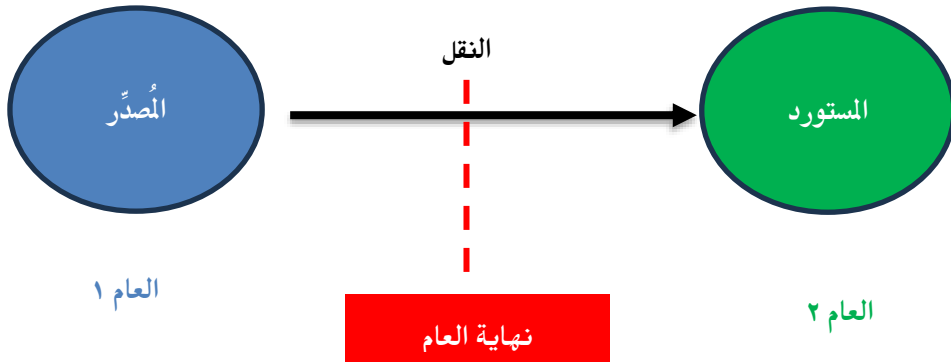 النقل
المُصدِّر
المستورد
العام ١
العام ٢
نهاية العام